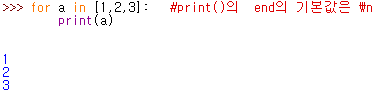 >>> for a in [1,2,3]:   #print()의  end의 기본값은 ₩n
        print(a)
1
2
3